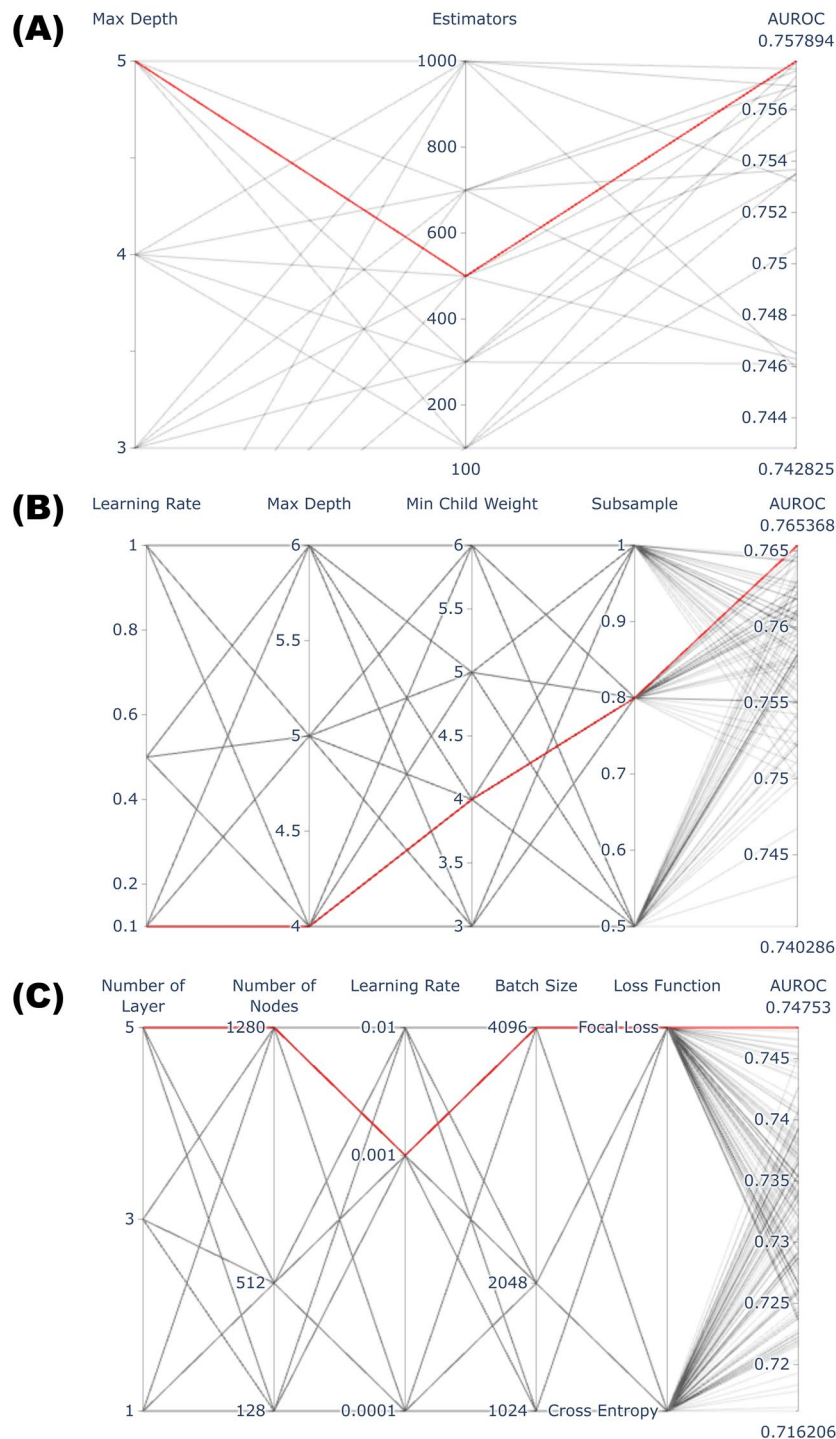 (A)
Max Depth Estimators AUROC
0.757894
5 1000
0.756
800
0.754
600 0.752
4 0.75
400 0.748
0.746
200
0.744
3
100 0.742825
(B)
Learning Rate Max Depth Min Child Weight Subsample AUROC
0.765368
1 6 6 1 0.765
0.8 5.5 5.5 0.9 0.76
0.6 5 5 0.8 0.755
0.4 4.5 4.5 0.7 0.75
0.2 4 3.5 0.6 0.745
0.1 4 3 0.5
0.740286
(C)
Number of Number of Learning Rate Batch Size Loss Function AUROC
Layer Nodes 0.74753
5 1280 0.01 4096 Focal Loss
0.745
0.74
0.001
0.735
3 0.73
512 2048
0.725
0.72
1 128 0.0001 1024 Cross Entropy
0.716206